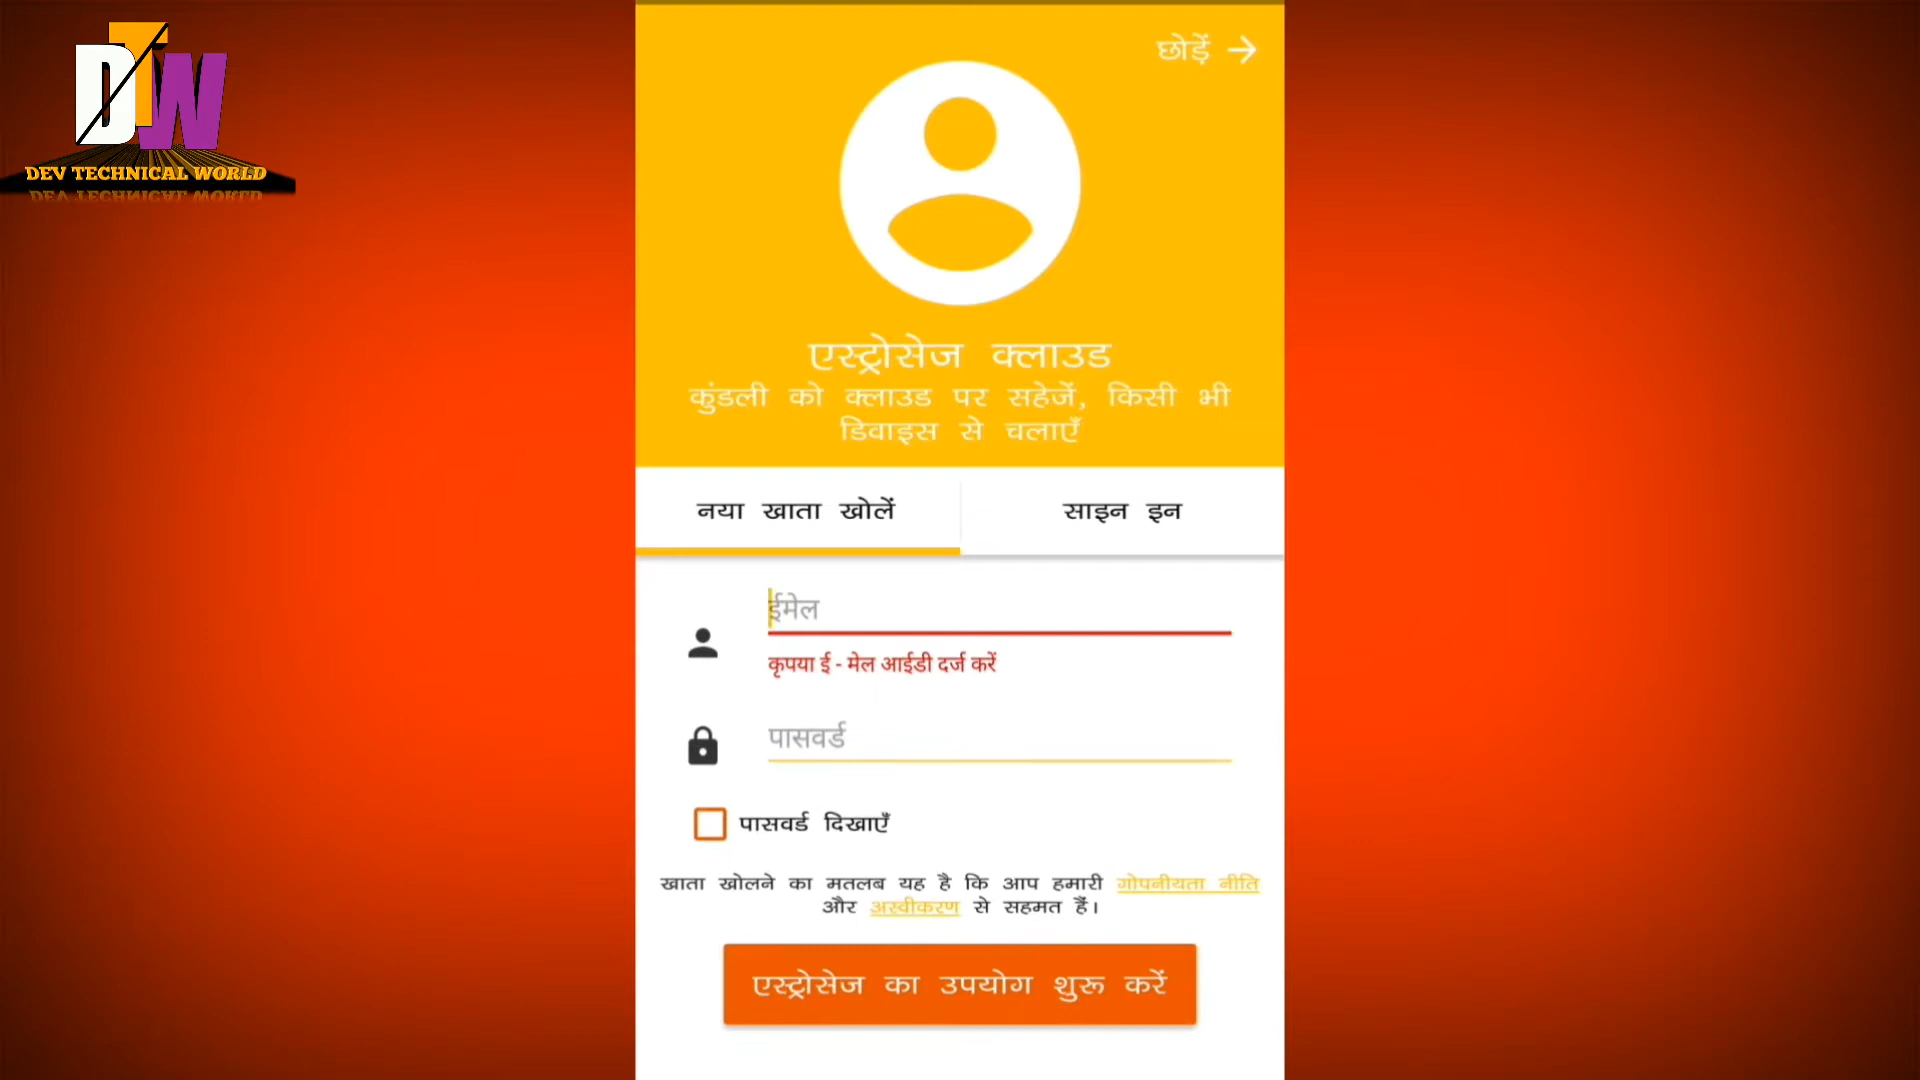 DTW
DEV TECHNICAL WORLD
छोड़ें
एस्ट्रोसेज क्लाउड
कुंडली को क्लाउड पर सहेजें, किसी भी
डिवाइस से चलाएँ
नया खाता खोलें
साइन इन
ईमेल
कृपया ई - मेल आईडी दर्ज करें
पासवर्ड
पासवर्ड दिखाएँ
खाता खोलने का मतलब यह है कि आप हमारी गोपनीयता नीति
और अस्वीकरण से सहमत हैं।
एस्ट्रोसेज का उपयोग शुरू करें